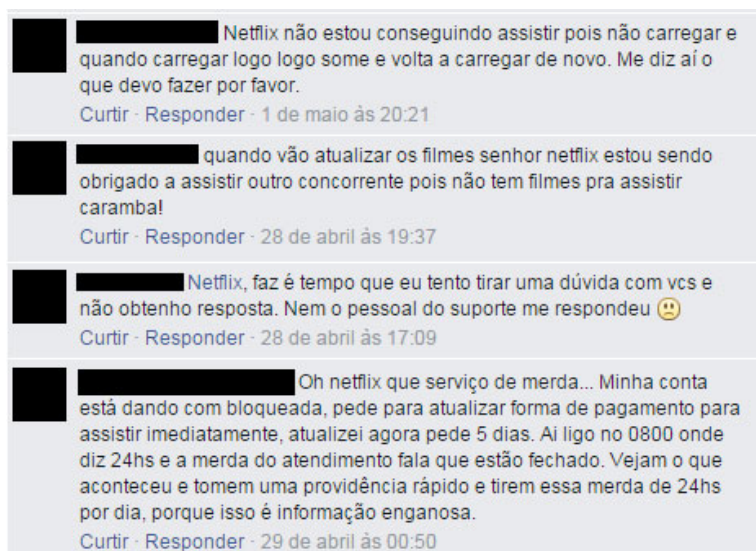 Netflix não estou conseguindo assistir pois não carregar e
quando carregar logo logo some e volta a carregar de novo. Me diz aí o
que devo fazer por favor.
Curtir · Responder · 1 de maio às 20:21
quando vão atualizar os filmes senhor netflix estou sendo
obrigado a assistir outro concorrente pois não tem filmes pra assistir
caramba!
Curtir · Responder · 28 de abril às 19:37
Netflix, faz é tempo que eu tento tirar uma dúvida com vcs e
não obtenho resposta. Nem o pessoal do suporte me respondeu
Curtir · Responder · 28 de abril às 17:09
Oh netflix que serviço de merda... Minha conta
está dando com bloqueada, pede para atualizar forma de pagamento para
assistir imediatamente, atualizei agora pede 5 dias. Ai ligo no 0800 onde
diz 24hs e a merda do atendimento fala que estão fechado. Vejam o que
aconteceu e tomem uma providência rápido e tirem essa merda de 24hs
por dia, porque isso é informação enganosa.
Curtir · Responder · 29 de abril às 00:50